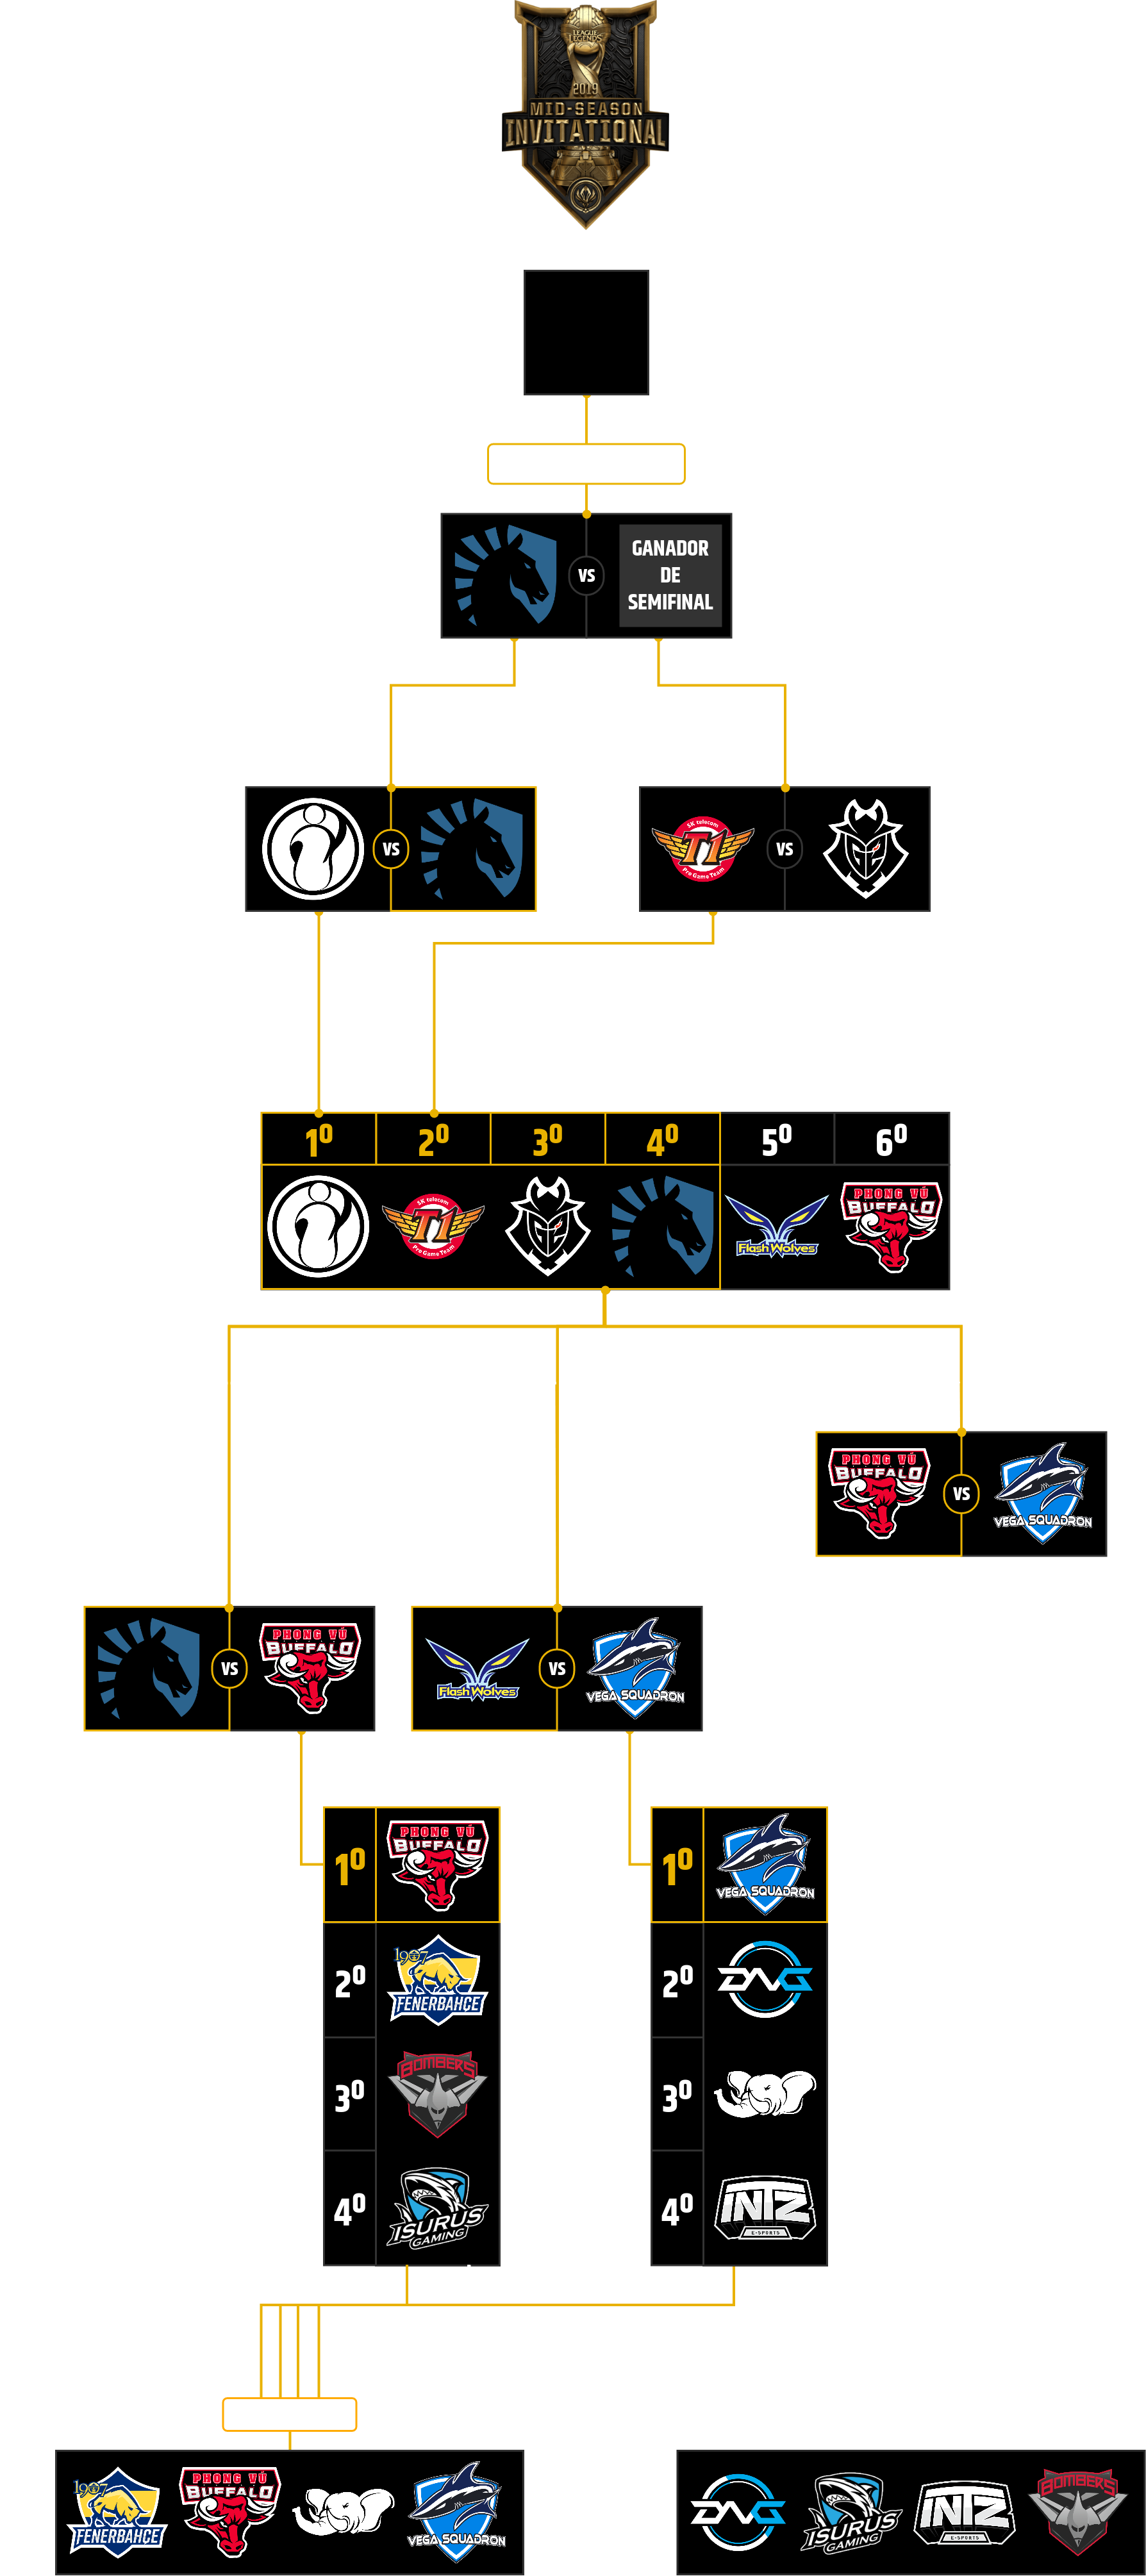 LEAGUE
LEGENDS
2019
MID-SEASON
INVITATIONAL
VS
GANADOR
DE
SEMIFINAL
VS
SK telecom
T1
Pro Game Team
VS
1º
2º
3º
4º
5º
6º
SK telecom
T1
Pro Game Team
Flash Wolves
PHONG VŨ
BUFFALO
PHONG VŨ
BUFFALO
VS
VEGA SQUADRON
VS
PHONG VŨ
BUFFALO
Flash Wolves
VS
VEGA SQUADRON
1º
PHONG VŨ
BUFFALO
1º
VEGA SQUADRON
2º
1907
FENERBAHÇE
2º
3º
BOMBERS
3º
4º
ISURUS
GAMING
4º
INTZ
E-SPORTS
1907
FENERBAHÇE
PHONG VŨ
BUFFALO
VEGA SQUADRON
ISURUS
GAMING
INTZ
E-SPORTS
BOMBERS